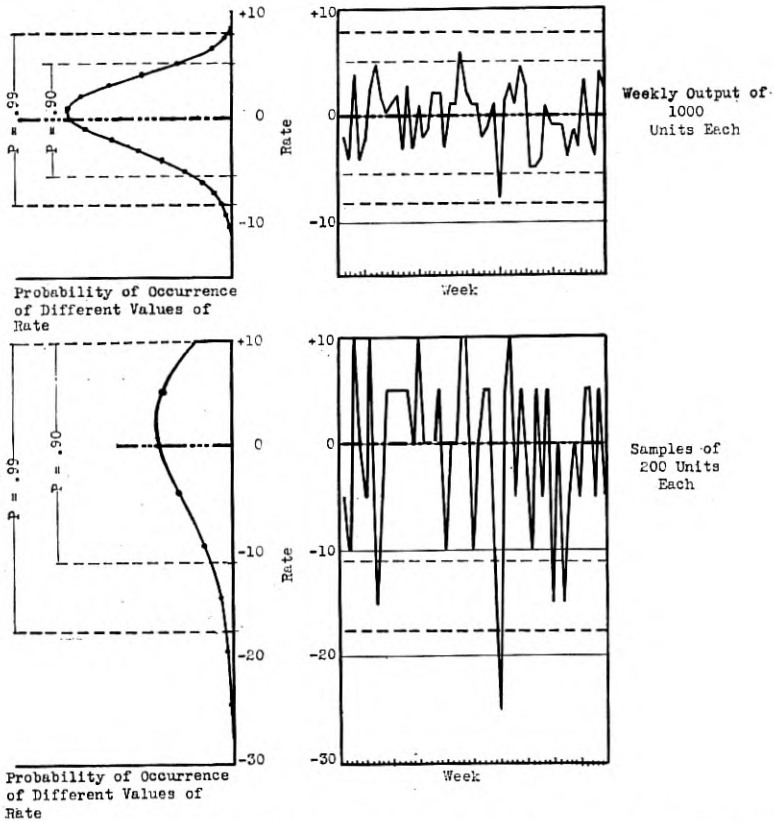 +10
0
-10
P = .99
P = .90
Probability of Occurrence
of Different Values of
Rate
+10
0
-10
Rate
Week
Weekly Output of
1000
Units Each
+10
0
-10
-20
-30
P = .99
P = .90
Probability of Occurrence
of Different Values of
Rate
+10
0
-10
-20
-30
Rate
Week
Samples of
200 Units
Each